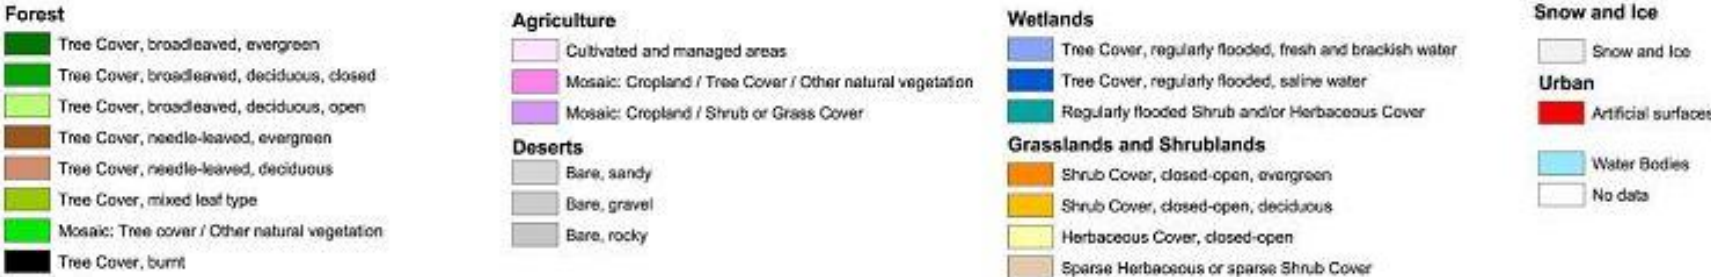 Forest
Tree Cover, broadleaved, evergreen
Tree Cover, broadleaved, deciduous, closed
Tree Cover, broadleaved, deciduous, open
Tree Cover, needle-leaved, evergreen
Tree Cover, needle-leaved, deciduous
Tree Cover, mixed leaf type
Mosaic: Tree cover / Other natural vegetation
Tree Cover, burnt
Agriculture
Cultivated and managed areas
Mosaic: Cropland / Tree Cover / Other natural vegetation
Mosaic: Cropland / Shrub or Grass Cover
Deserts
Bare, sandy
Bare, gravel
Bare, rocky
Wetlands
Tree Cover, regularly flooded, fresh and brackish water
Tree Cover, regularly flooded, saline water
Regularly flooded Shrub and/or Herbaceous Cover
Grasslands and Shrublands
Shrub Cover, closed-open, evergreen
Shrub Cover, closed-open, deciduous
Herbaceous Cover, closed-open
Sparse Herbaceous or sparse Shrub Cover
Snow and Ice
Snow and Ice
Urban
Artificial surfaces
Water Bodies
No data